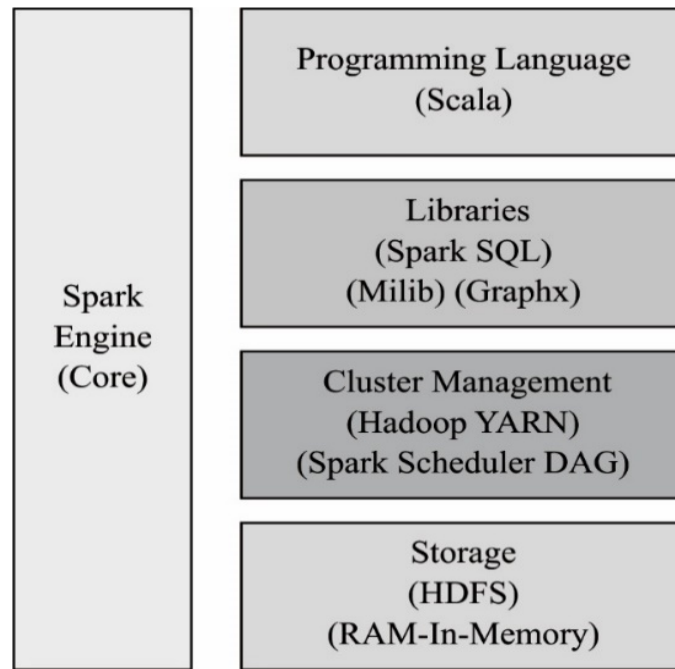 Spark
Engine
(Core)
Programming Language
(Scala)
Libraries
(Spark SQL)
(Milib) (Graphx)
Cluster Management
(Hadoop YARN)
(Spark Scheduler DAG)
Storage
(HDFS)
(RAM-In-Memory)